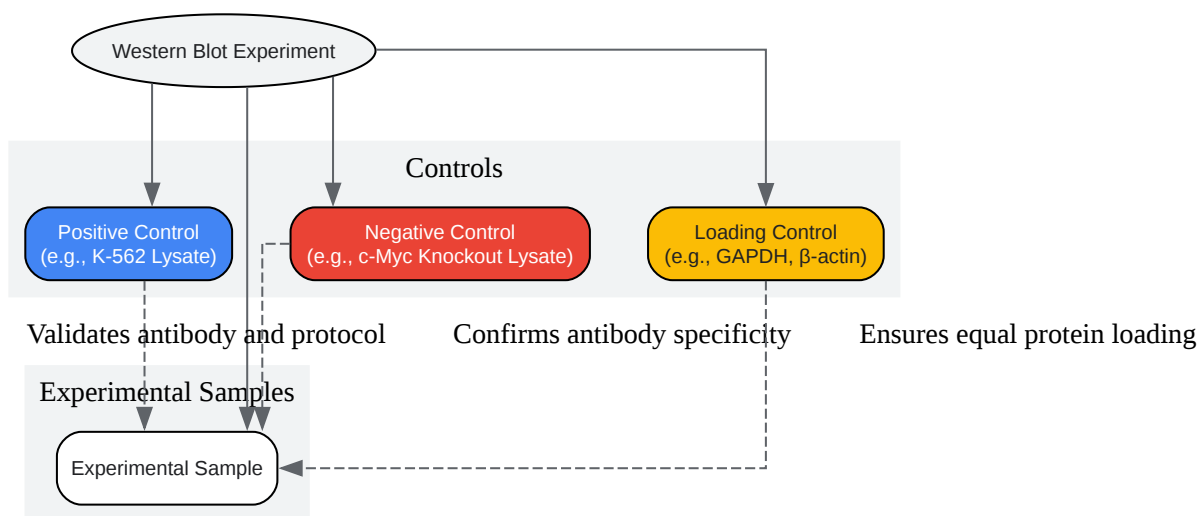 Western Blot Experiment
Controls
Positive Control
(e.g., K-562 Lysate)
Negative Control
(e.g., c-Myc Knockout Lysate)
Loading Control
(e.g., GAPDH, β-actin)
Validates antibody and protocol
Confirms antibody specificity
Ensures equal protein loading
Experimental Samples
Experimental Sample